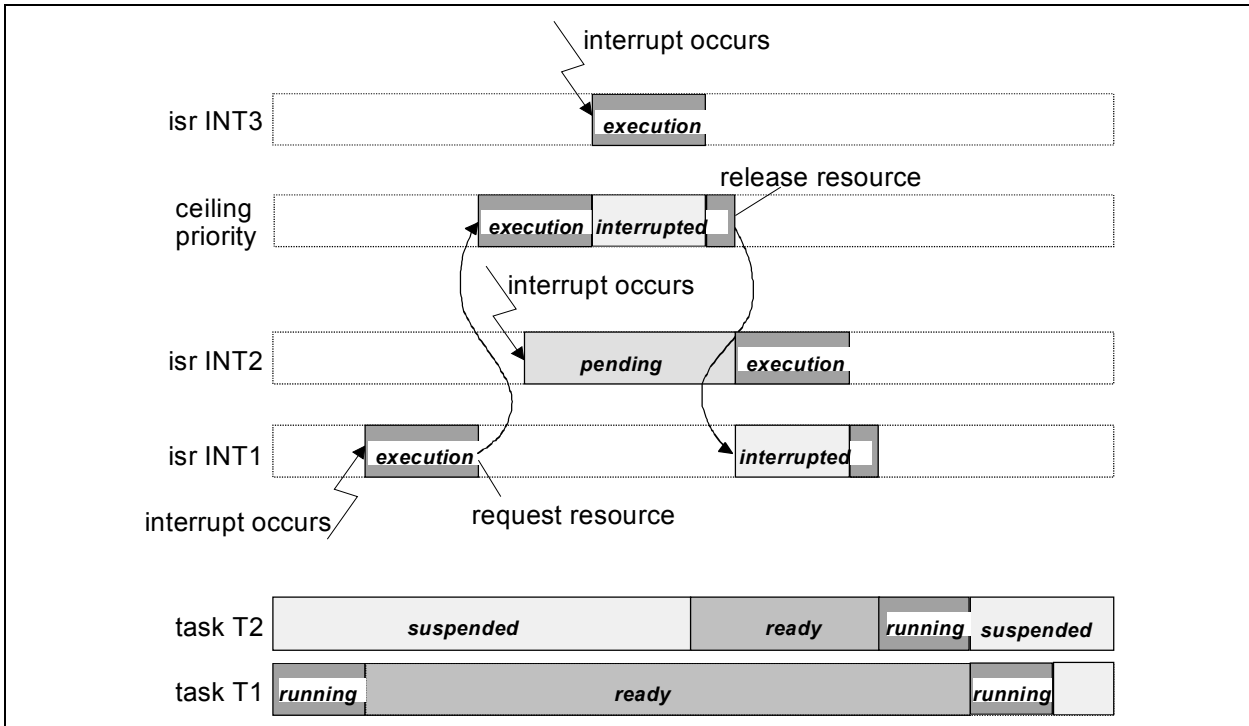 interrupt occurs
isr INT3
execution
release resource
ceiling
priority
execution
interrupted
interrupt occurs
isr INT2
pending
execution
isr INT1
execution
interrupted
interrupt occurs
request resource
task T2
suspended
ready
running
suspended
task T1
running
ready
running